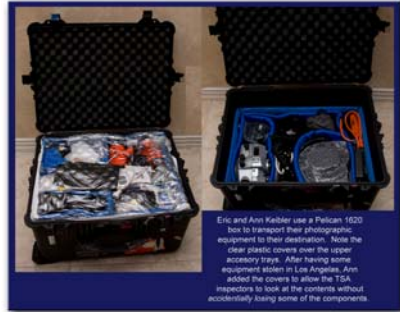 Eric and Ann Keibler use a Pelican 1620
box to transport their photographic
equipment to their destination. Note the
clear plastic covers over the upper
accesory trays. After having some
equipment stolen in Los Angeles, Ann
added the covers to allow the TSA
inspectors to look at the contents without
accidentially losing some of the components.